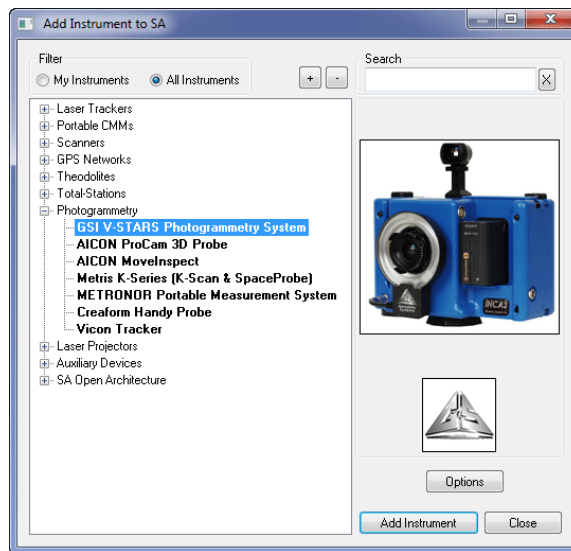 Add Instrument to SA
Filter
My Instruments
All Instruments
+
-
Search
X
Laser Trackers
Portable CMMs
Scanners
GPS Networks
Theodolites
Total-Stations
Photogrammetry
GSI V-STARS Photogrammetry System
AICON ProCam 3D Probe
AICON MoveInspect
Metris K-Series (K-Scan & SpaceProbe)
METRONOR Portable Measurement System
Creaform Handy Probe
Vicon Tracker
Laser Projectors
Auxiliary Devices
SA Open Architecture
INCA3
Options
Add Instrument
Close